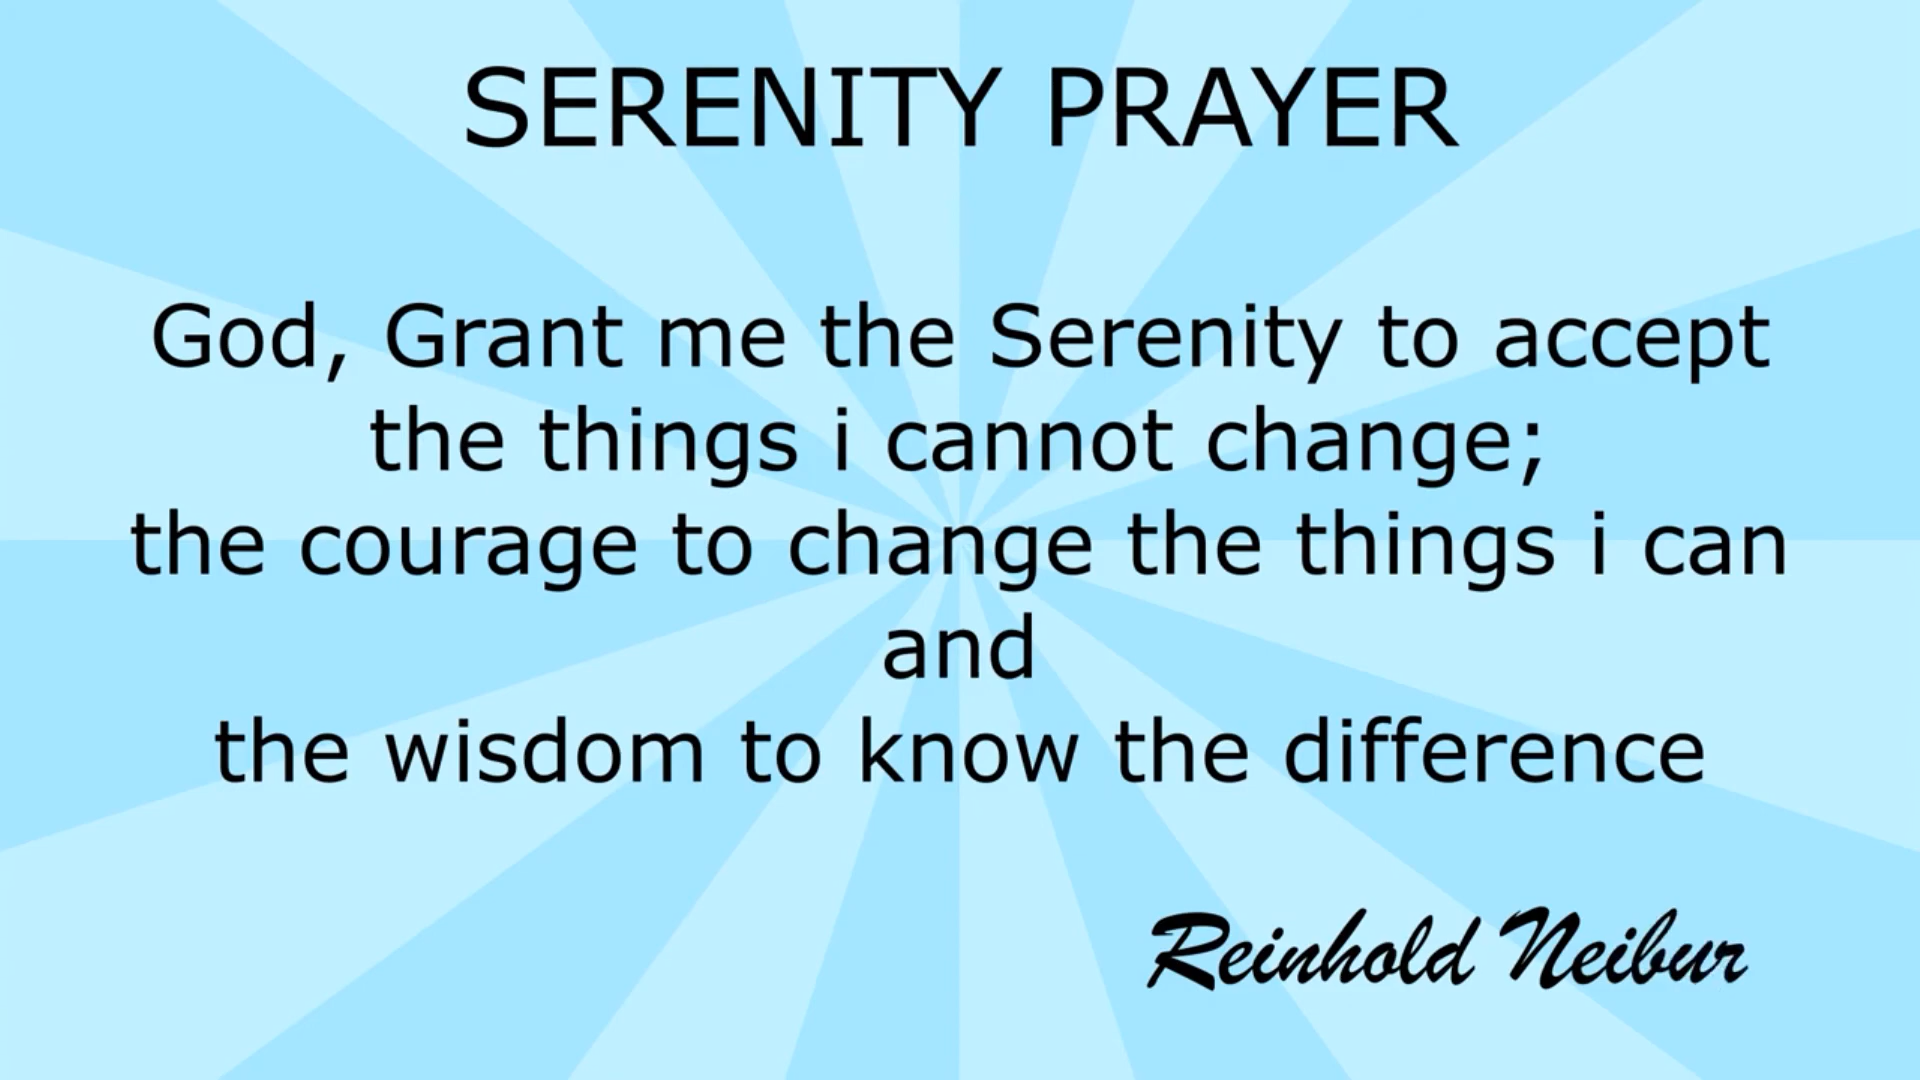 SERENITY PRAYER
God, Grant me the Serenity to accept
the things i cannot change;
the courage to change the things i can
and
the wisdom to know the difference
Reinhold Neibur